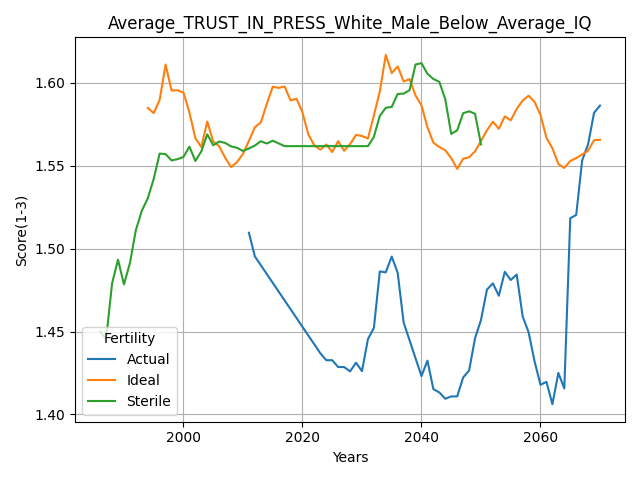 Average_TRUST_IN_PRESS_White_Male_Below_Average_IQ
Score(1-3)
1.60
1.55
1.50
1.45
1.40
Fertility
Actual
Ideal
Sterile
2000
2020
2040
2060
Years